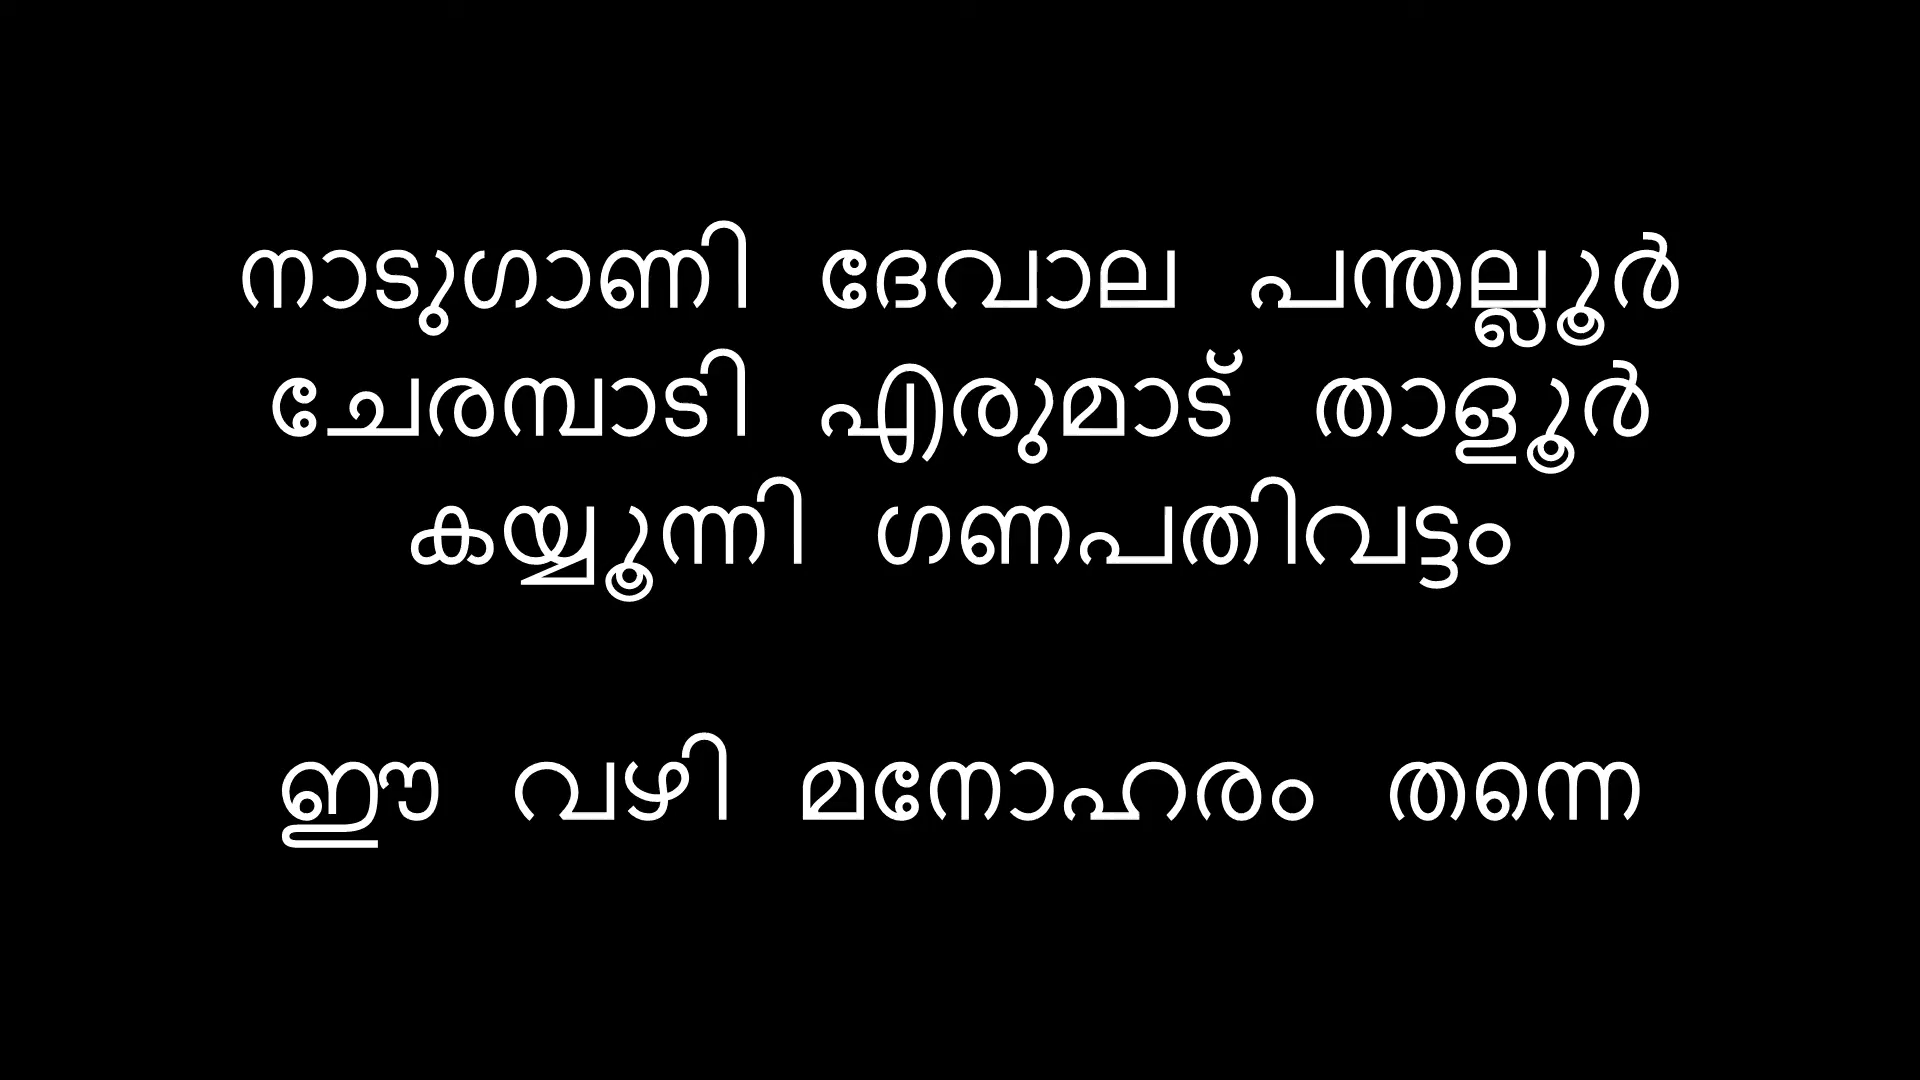 നാടുഗാണി ദേവാല പന്തല്ലൂർ
ചേരമ്പാടി എരുമാട് താളൂർ
കയ്യൂന്നി ഗണപതിവട്ടം
ഈ വഴി മനോഹരം തന്നെ